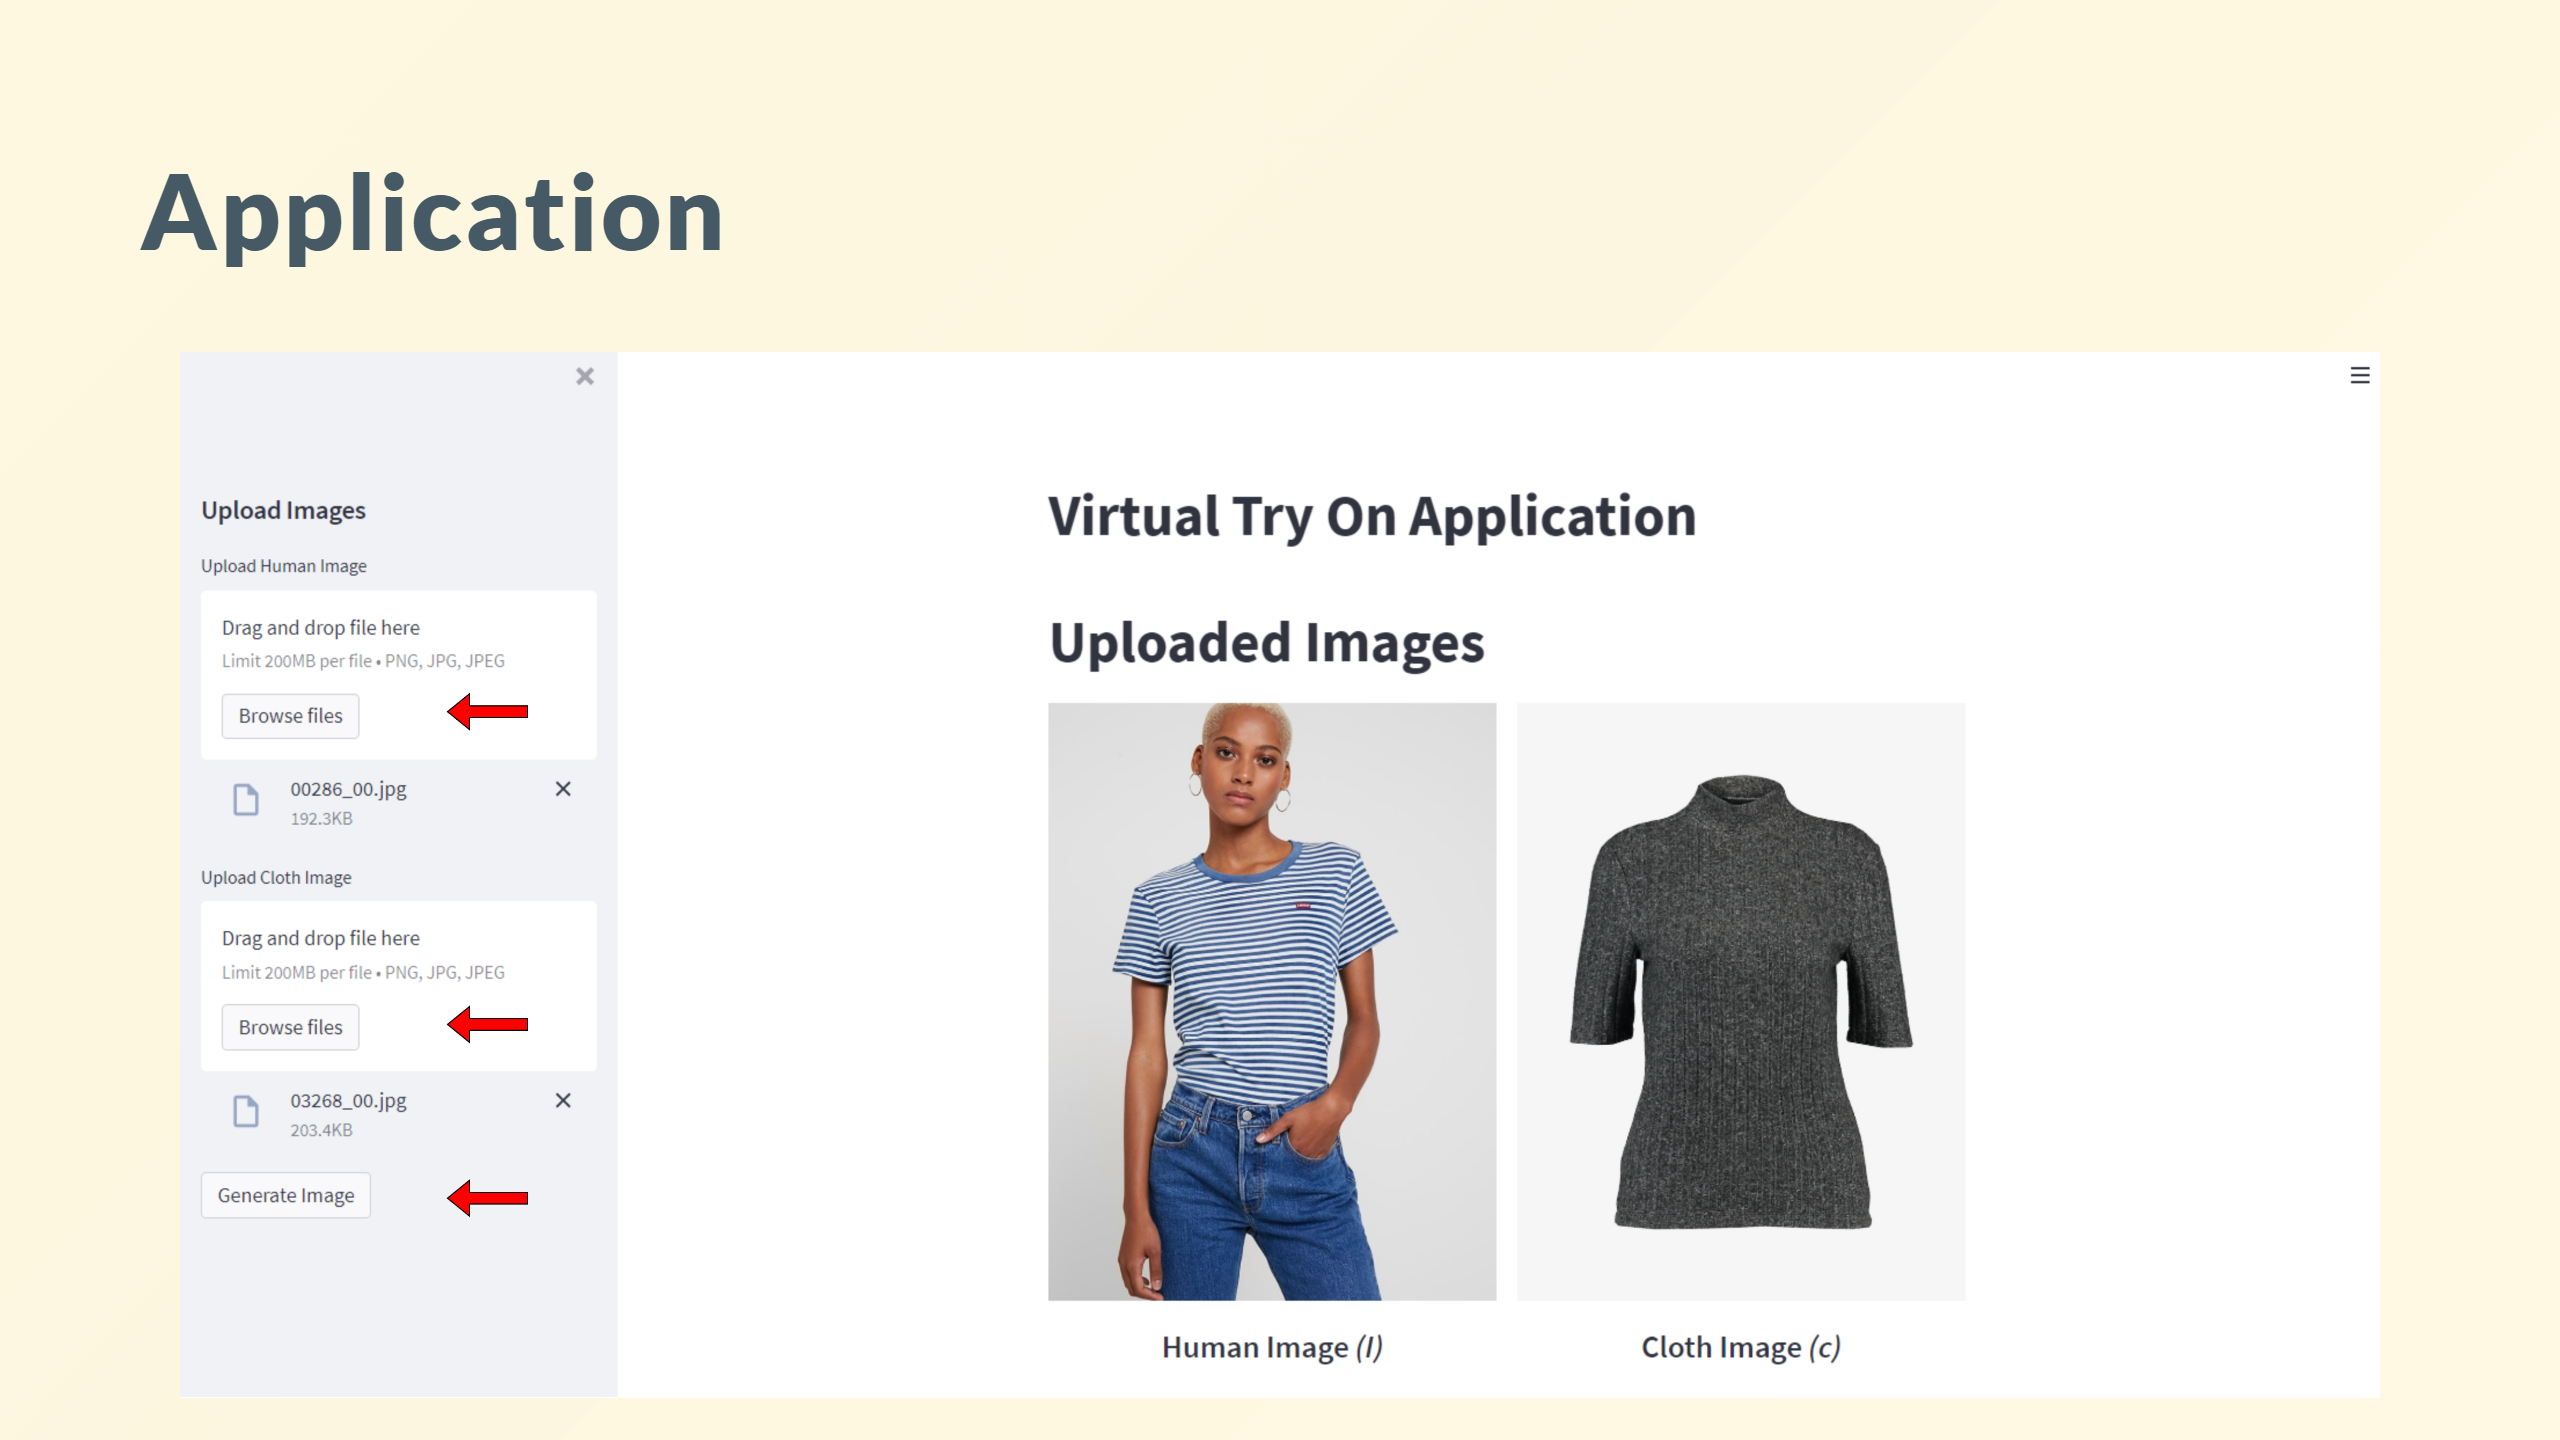 Application
Upload Images
Upload Human Image
Drag and drop file here
Limit 200MB per file • PNG, JPG, JPEG
Browse files
00286_00.jpg
192.3KB
Upload Cloth Image
Drag and drop file here
Limit 200MB per file • PNG, JPG, JPEG
Browse files
03268_00.jpg
203.4KB
Generate Image
Virtual Try On Application
Uploaded Images
Human Image (I)
Cloth Image (c)